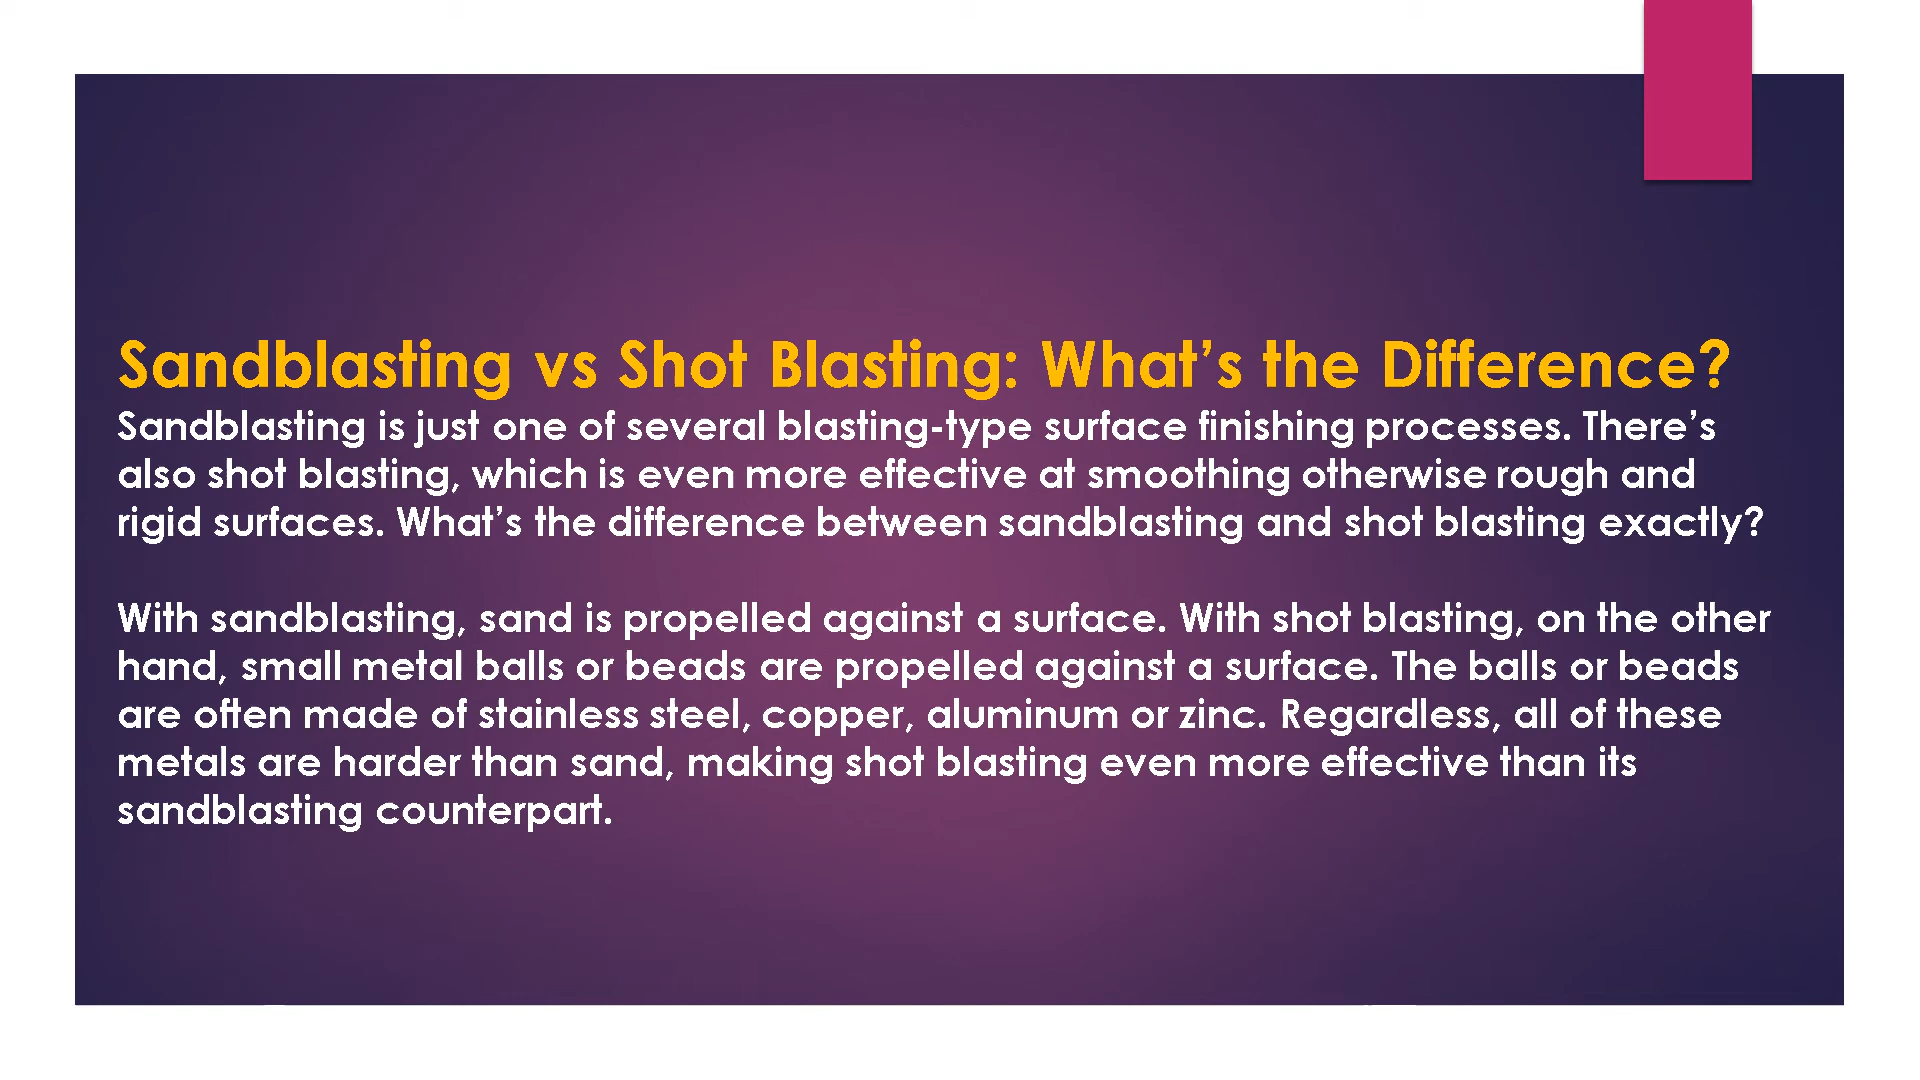 Sandblasting vs Shot Blasting: What’s the Difference?
Sandblasting is just one of several blasting-type surface finishing processes. There’s
also shot blasting, which is even more effective at smoothing otherwise rough and
rigid surfaces. What’s the difference between sandblasting and shot blasting exactly?
With sandblasting, sand is propelled against a surface. With shot blasting, on the other
hand, small metal balls or beads are propelled against a surface. The balls or beads
are often made of stainless steel, copper, aluminum or zinc. Regardless, all of these
metals are harder than sand, making shot blasting even more effective than its
sandblasting counterpart.